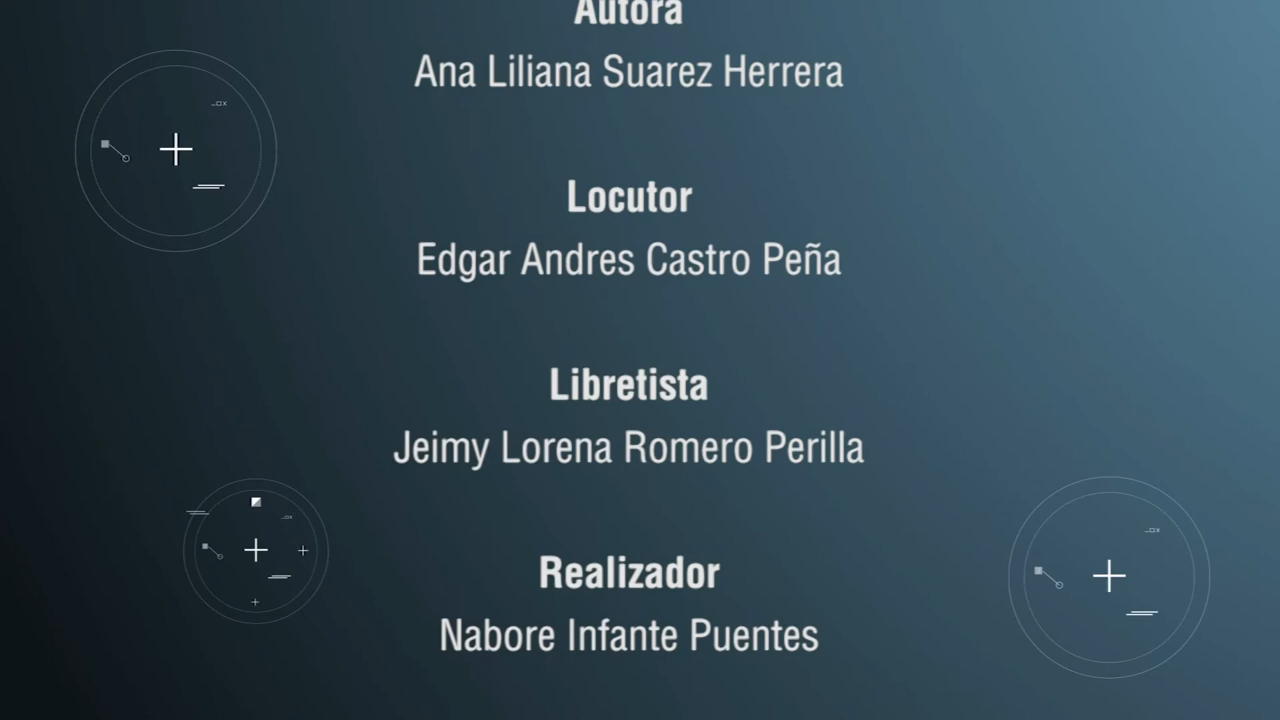 Autora
Ana Liliana Suarez Herrera
Locutor
Edgar Andres Castro Peña
Libretista
Jeimy Lorena Romero Perilla
Realizador
Nabore Infante Puentes